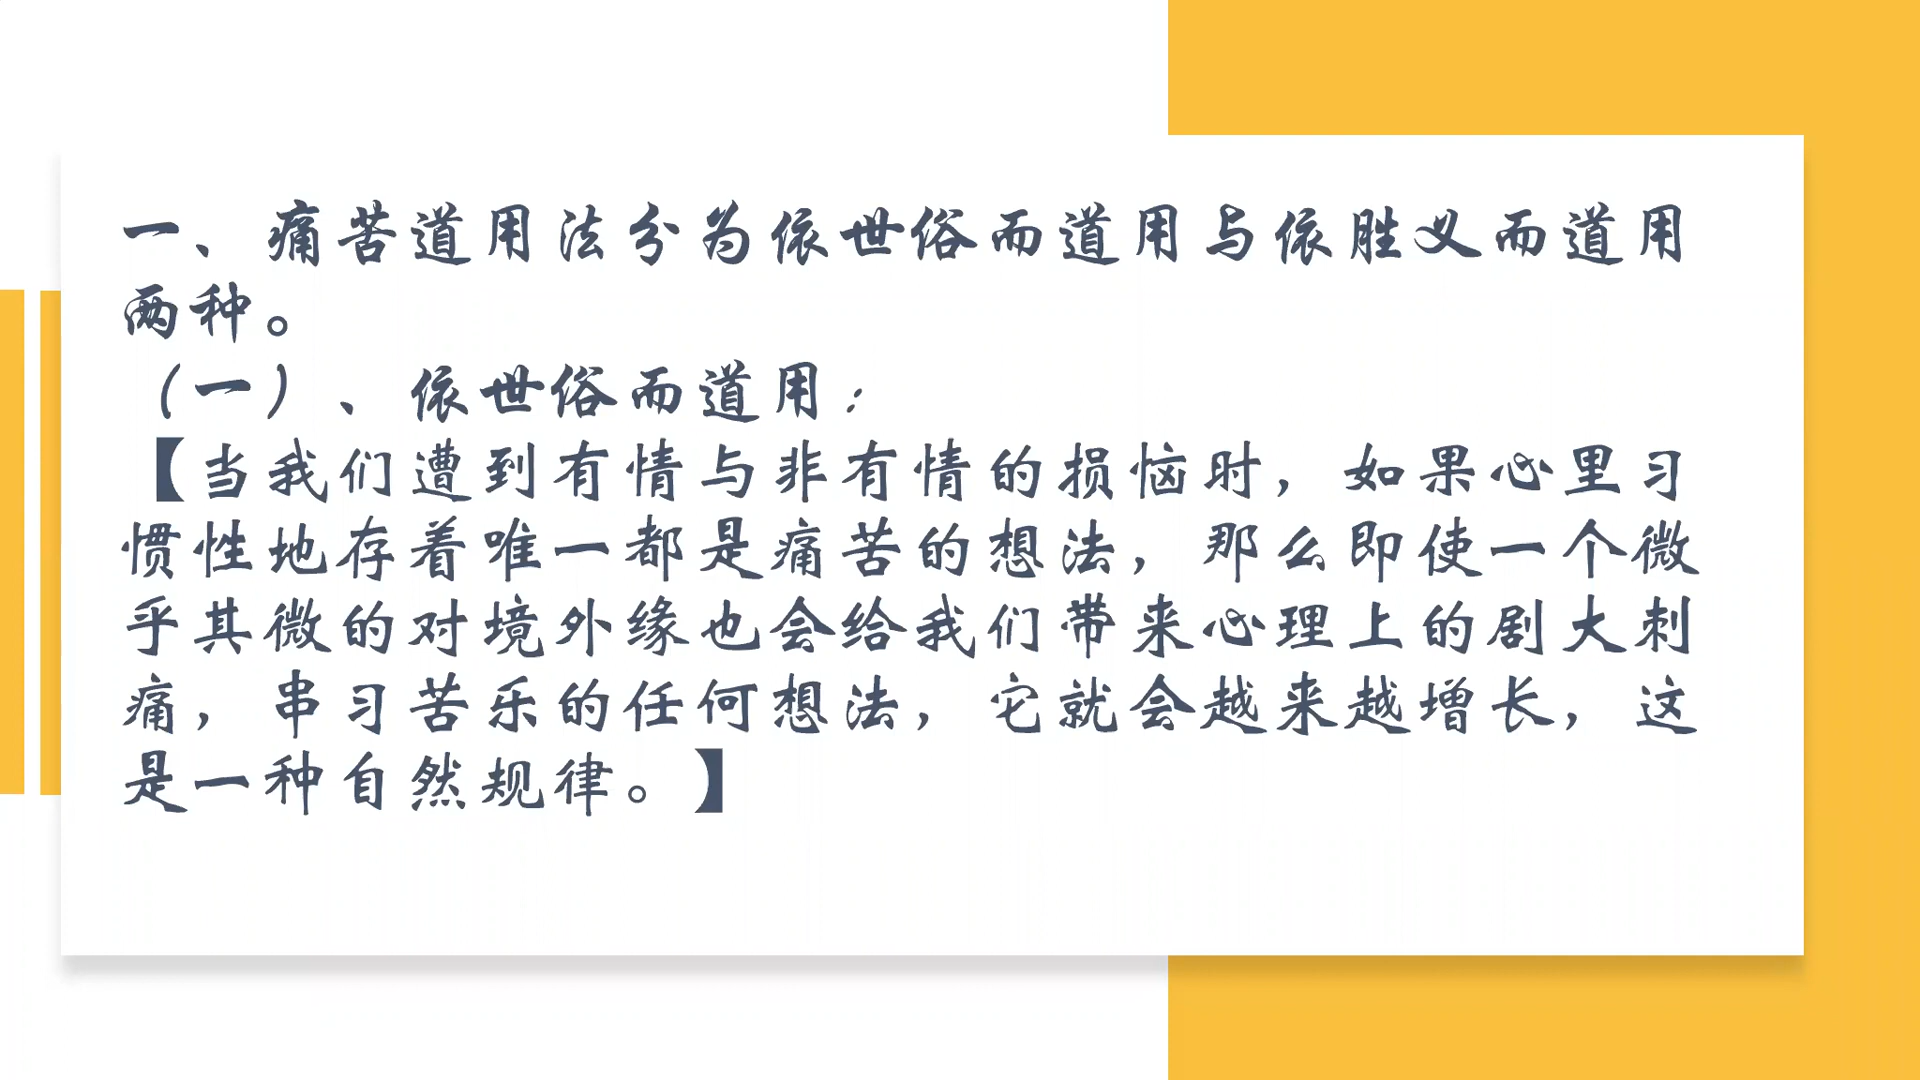 一、痛苦道用法分为依世俗而道用与依胜义而道用
两种。
（一）、依世俗而道用：
【当我们遭到有情与非有情的损恼时，如果心里习
惯性地存着唯一都是痛苦的想法，那么即使一个微
乎其微的对境外缘也会给我们带来心理上的剧大刺
痛，串习苦乐的任何想法，它就会越来越增长，这
是一种自然规律。】